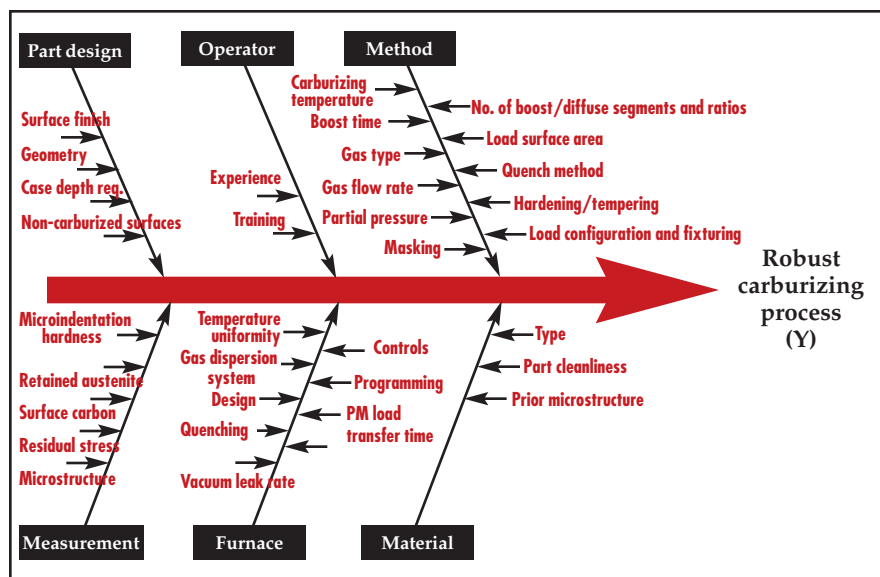 Part design
Operator
Method
Surface finish
Geometry
Case depth req.
Non-carburized surfaces
Experience
Training
Carburizing
temperature
Boost time
Gas type
Gas flow rate
Partial pressure
Masking
No. of boost/diffuse segments and ratios
Load surface area
Quench method
Hardening/tempering
Load configuration and fixturing
Robust
carburizing
process
(Y)
Microindentation
hardness
Retained austenite
Surface carbon
Residual stress
Microstructure
Temperature
uniformity
Gas dispersion
system
Design
Quenching
Vacuum leak rate
Controls
Programming
PM load
transfer time
Type
Part cleanliness
Prior microstructure
Measurement
Furnace
Material